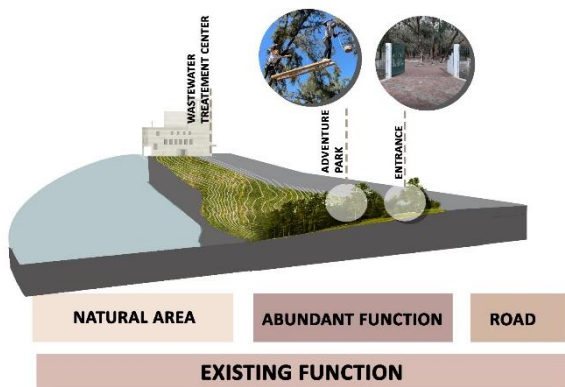 WASTEWATER
TREATEMENT CENTER
ADVENTURE
PARK
ENTRANCE
NATURAL AREA
ABUNDANT FUNCTION
ROAD
EXISTING FUNCTION